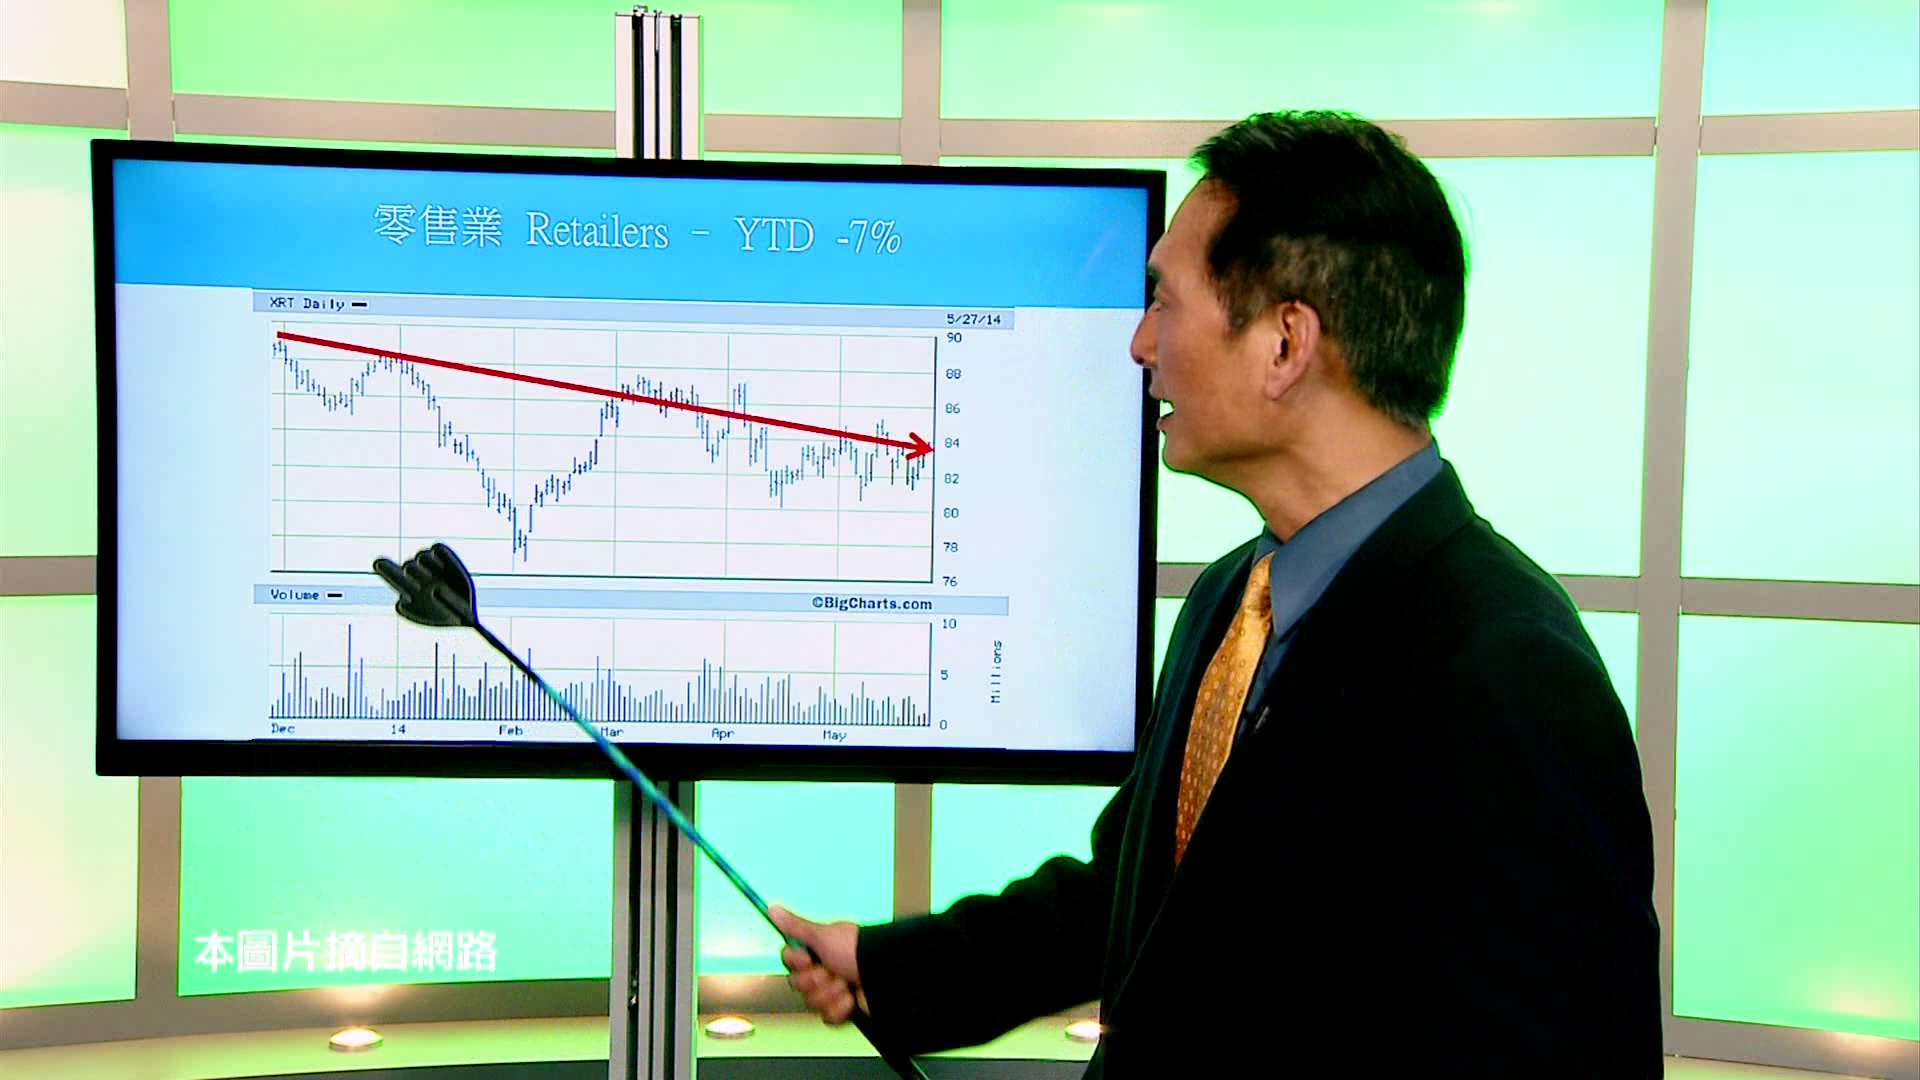 零售業 Retailers - YTD -7%
XRT Daily
5/27/14
90
88
86
84
82
80
78
76
Volume
©BigCharts.com
10
5
0
Millions
Dec 14 Feb Mar Apr May
本圖片摘自網路